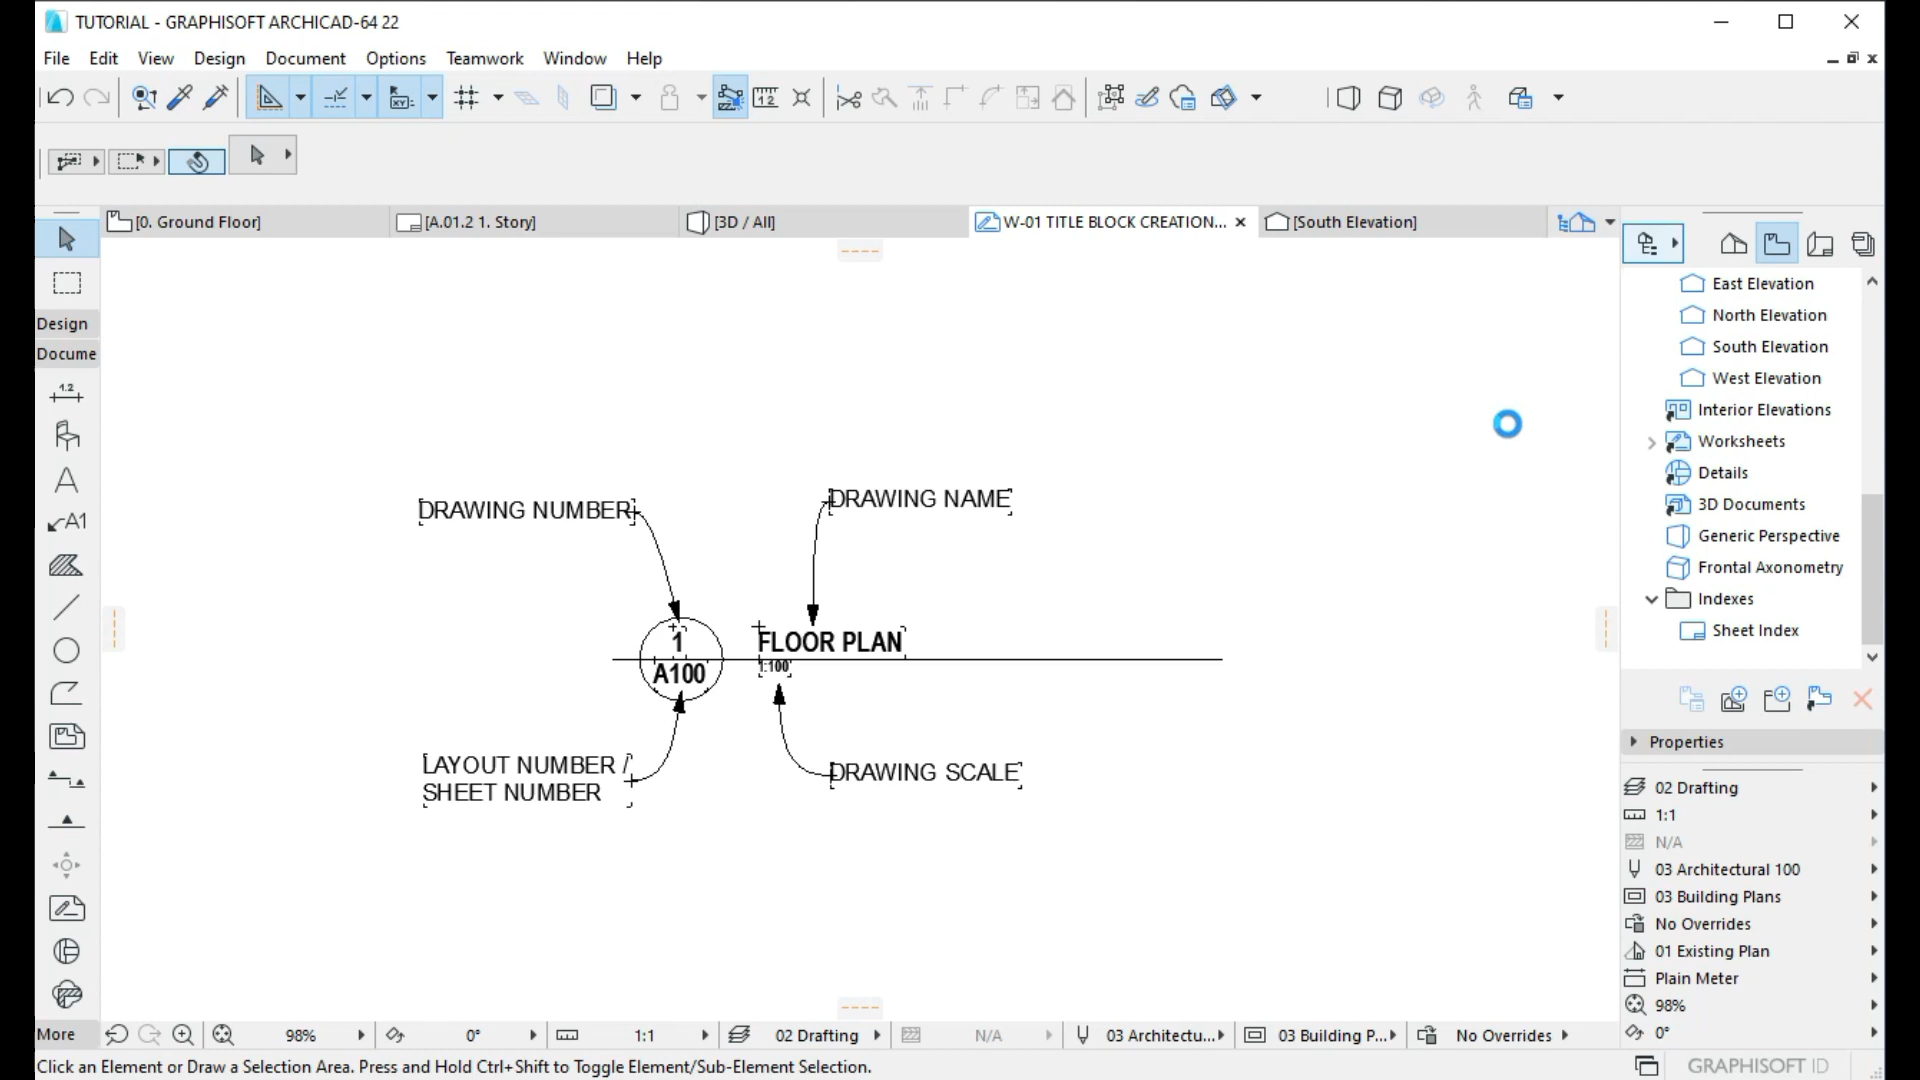 TUTORIAL - GRAPHISOFT ARCHICAD-64 22
File Edit View Design Document Options Teamwork Window Help
[0. Ground Floor] [A.01.2 1. Story] [3D / All] W-01 TITLE BLOCK CREATION... [South Elevation]
Design
Docume
1.2
A1
More
DRAWING NUMBER
DRAWING NAME
1
FLOOR PLAN
A100
1:100
LAYOUT NUMBER /
SHEET NUMBER
DRAWING SCALE
East Elevation
North Elevation
South Elevation
West Elevation
Interior Elevations
Worksheets
Details
3D Documents
Generic Perspective
Frontal Axonometry
Indexes
Sheet Index
Properties
02 Drafting
1:1
N/A
03 Architectural 100
03 Building Plans
No Overrides
01 Existing Plan
Plain Meter
98%
0°
98% 0° 1:1 02 Drafting N/A 03 Architectu... 03 Building P... No Overrides
Click an Element or Draw a Selection Area. Press and Hold Ctrl+Shift to Toggle Element/Sub-Element Selection.
GRAPHISOFT ID